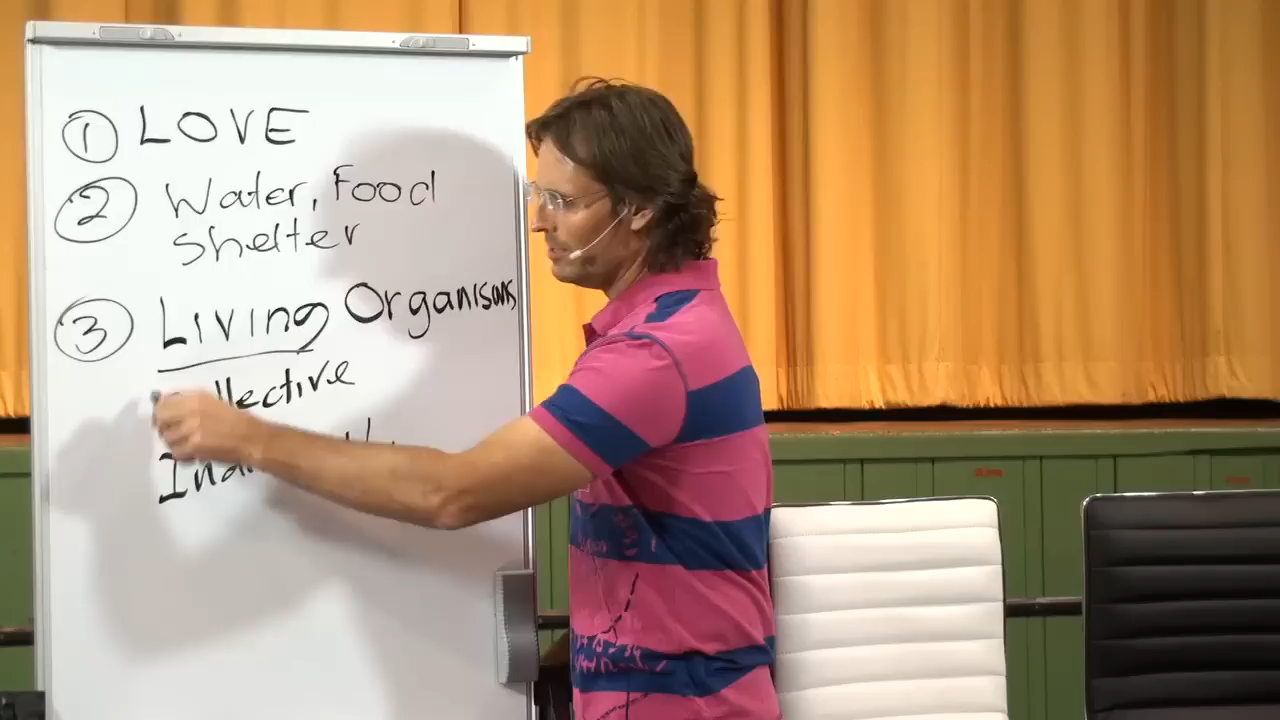 ① LOVE
② Water, Food
Shelter
③ Living Organisms